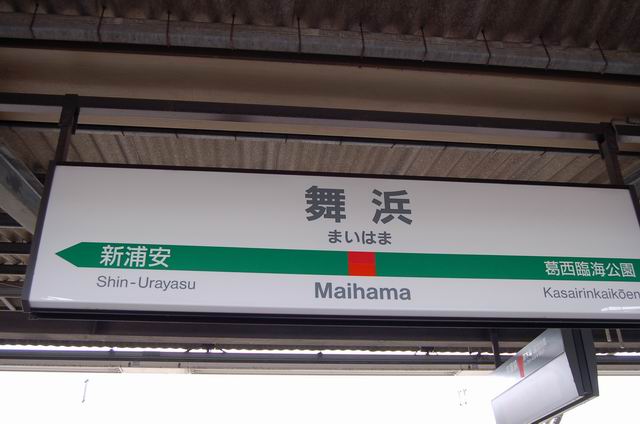 舞浜
まいはま
新浦安
葛西臨海公園
Shin-Urayasu
Maihama
Kasairinkaikōen